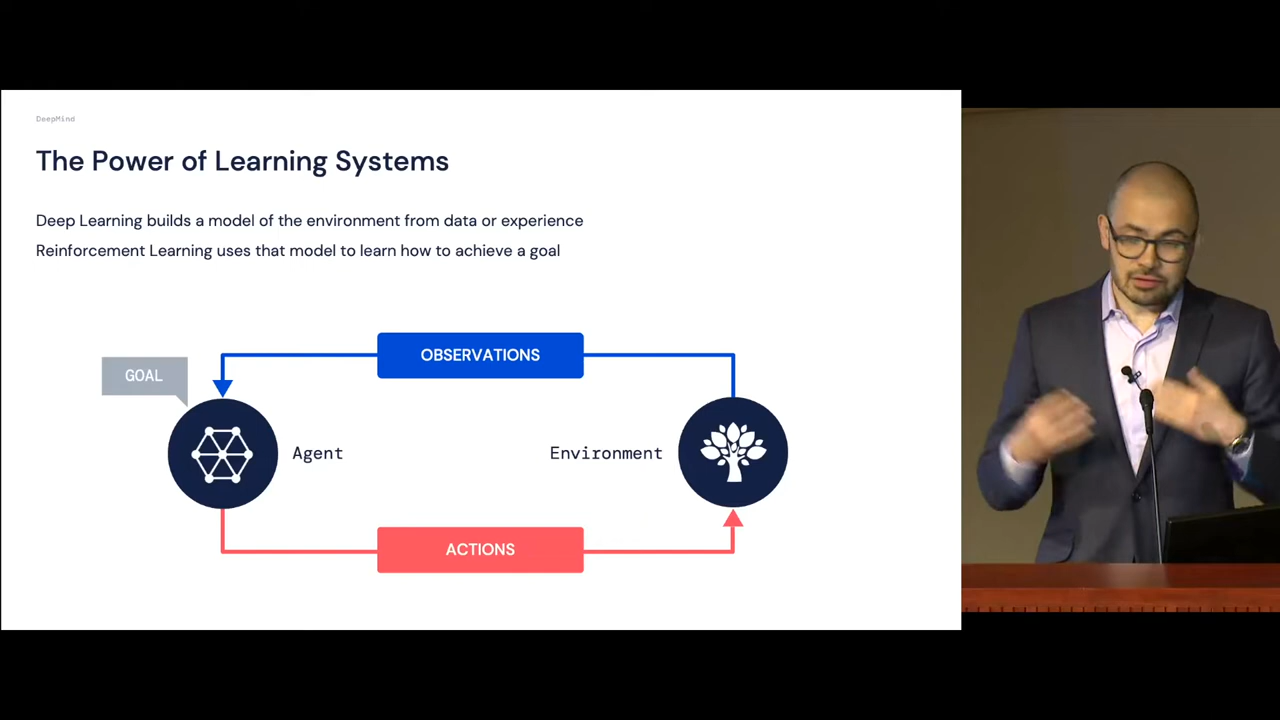 DeepMind
The Power of Learning Systems
Deep Learning builds a model of the environment from data or experience
Reinforcement Learning uses that model to learn how to achieve a goal
OBSERVATIONS
GOAL
Agent
Environment
ACTIONS